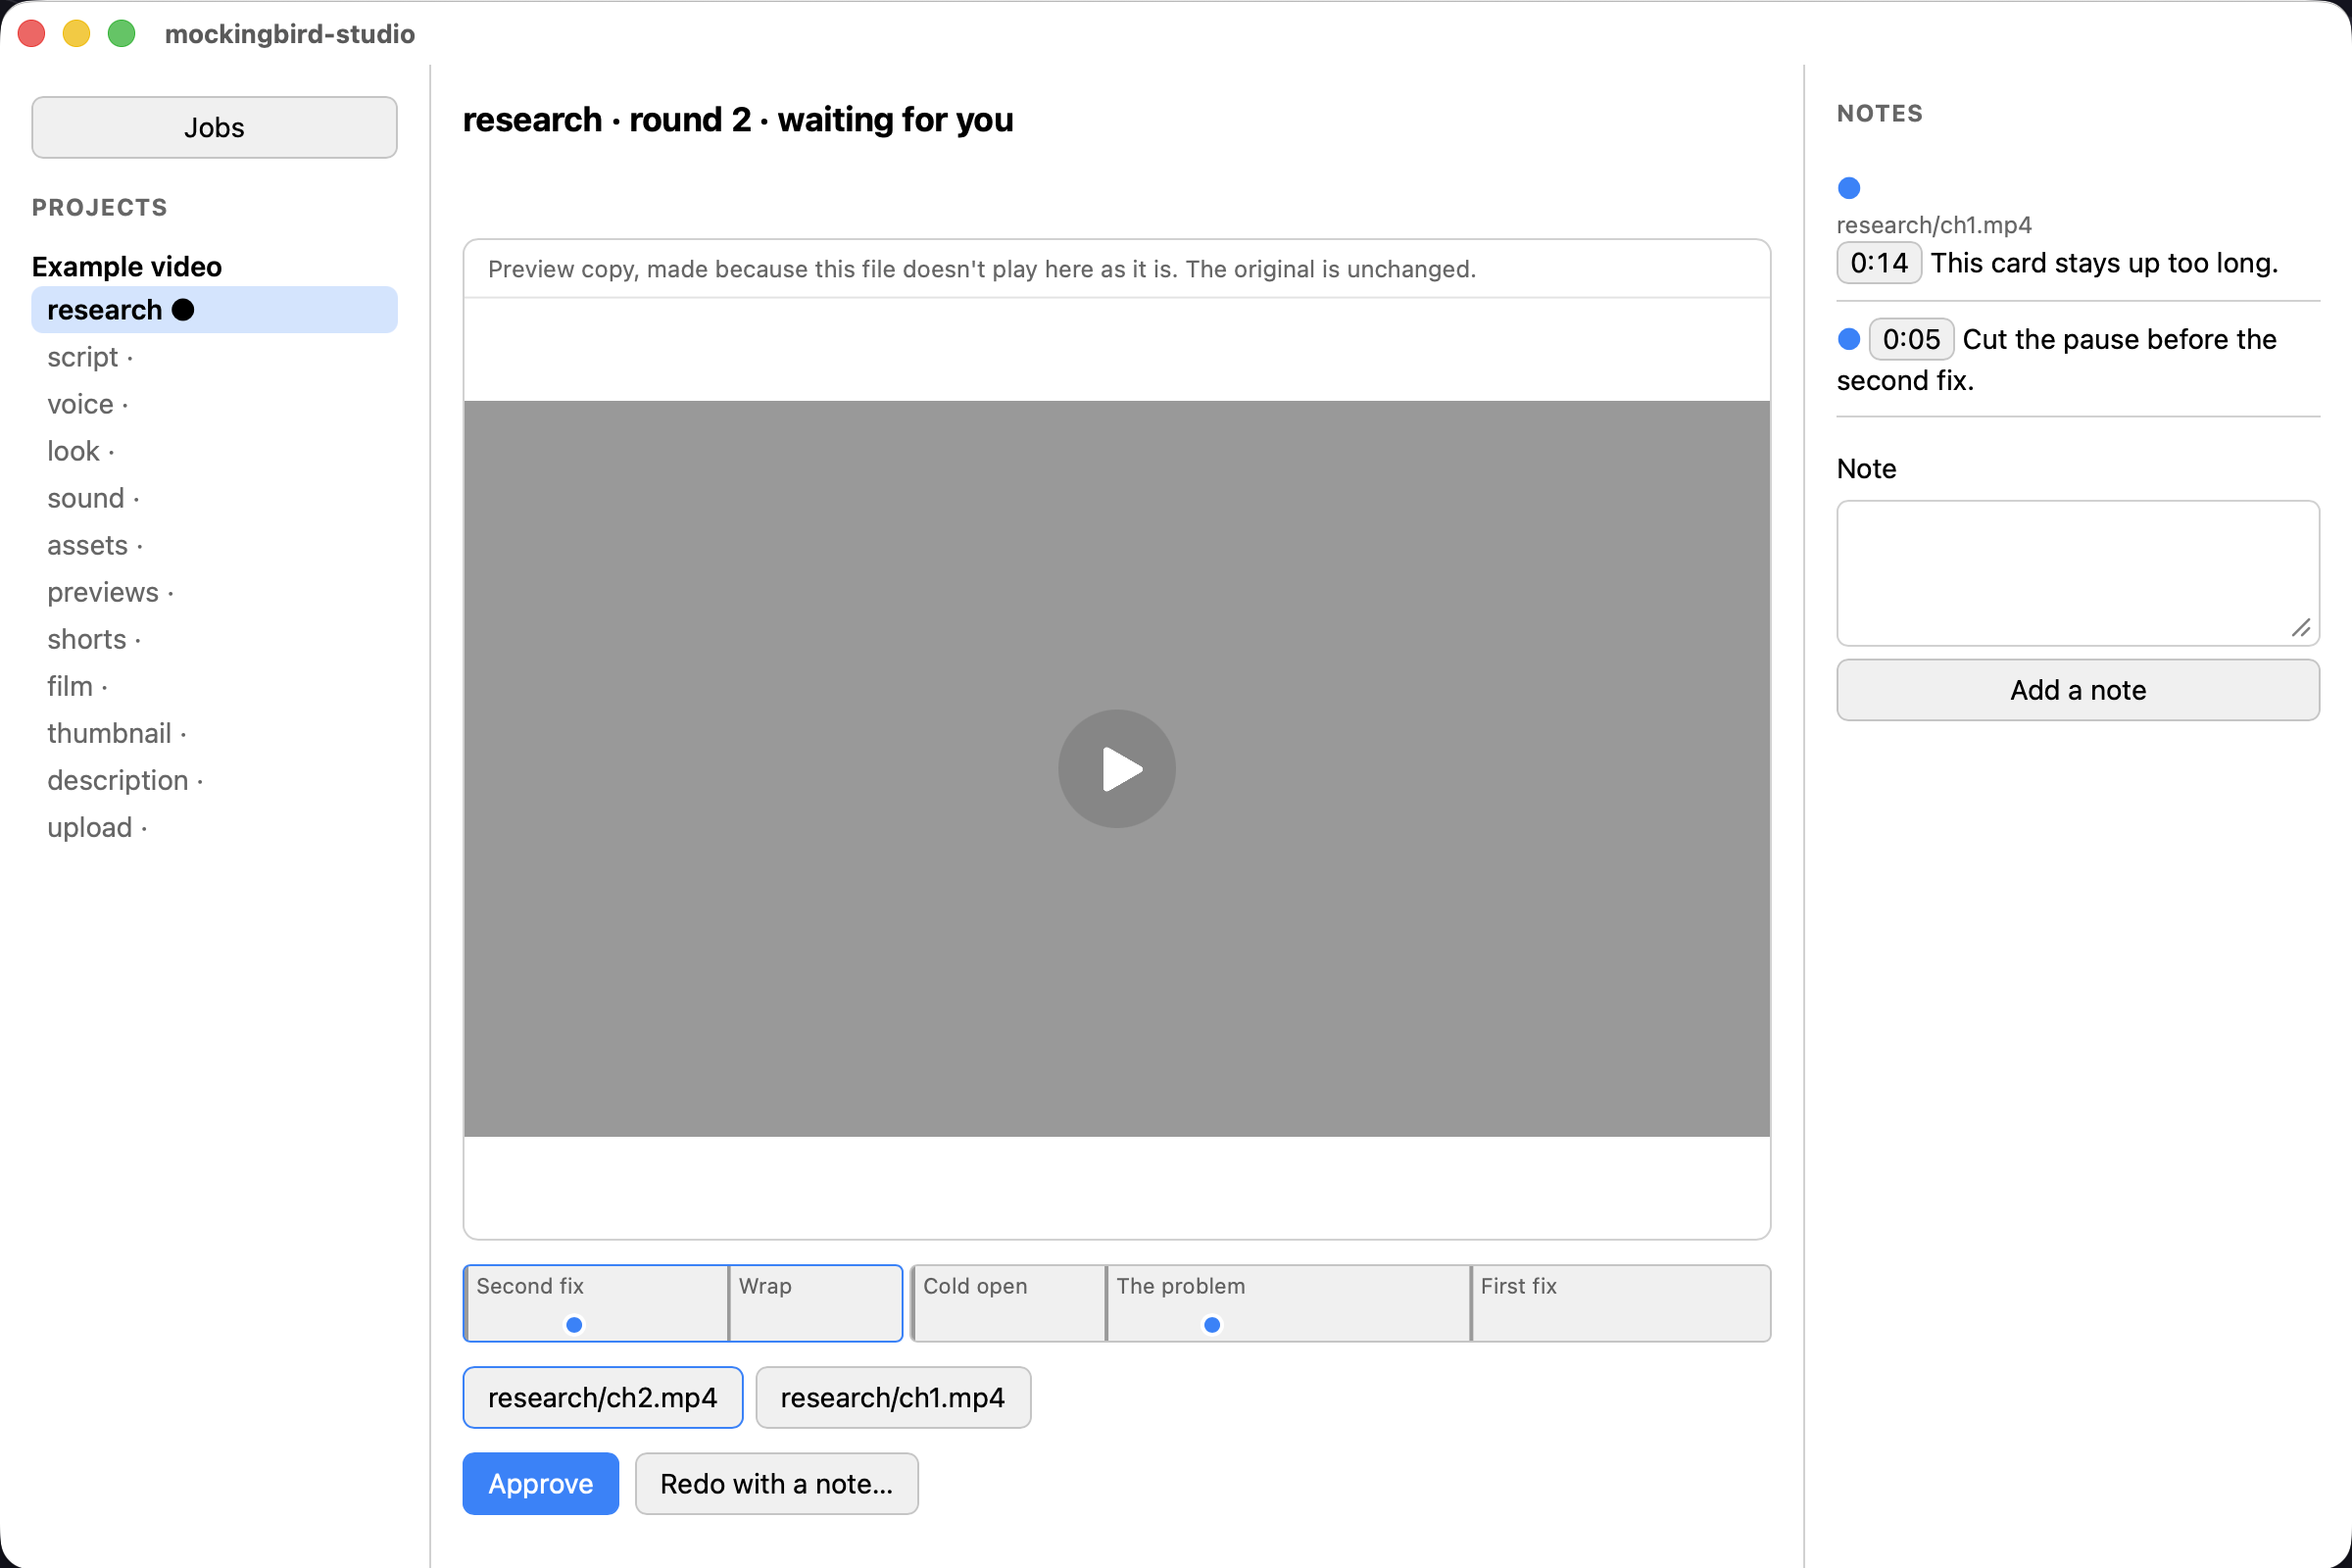 mockingbird-studio
Jobs
PROJECTS
Example video
research
script ·
voice ·
look ·
sound ·
assets ·
previews ·
shorts ·
film ·
thumbnail ·
description ·
upload ·
research · round 2 · waiting for you
Preview copy, made because this file doesn't play here as it is. The original is unchanged.
Second fix
Wrap
Cold open
The problem
First fix
research/ch2.mp4
research/ch1.mp4
Approve
Redo with a note...
NOTES
research/ch1.mp4
0:14 This card stays up too long.
0:05 Cut the pause before the
second fix.
Note
Add a note